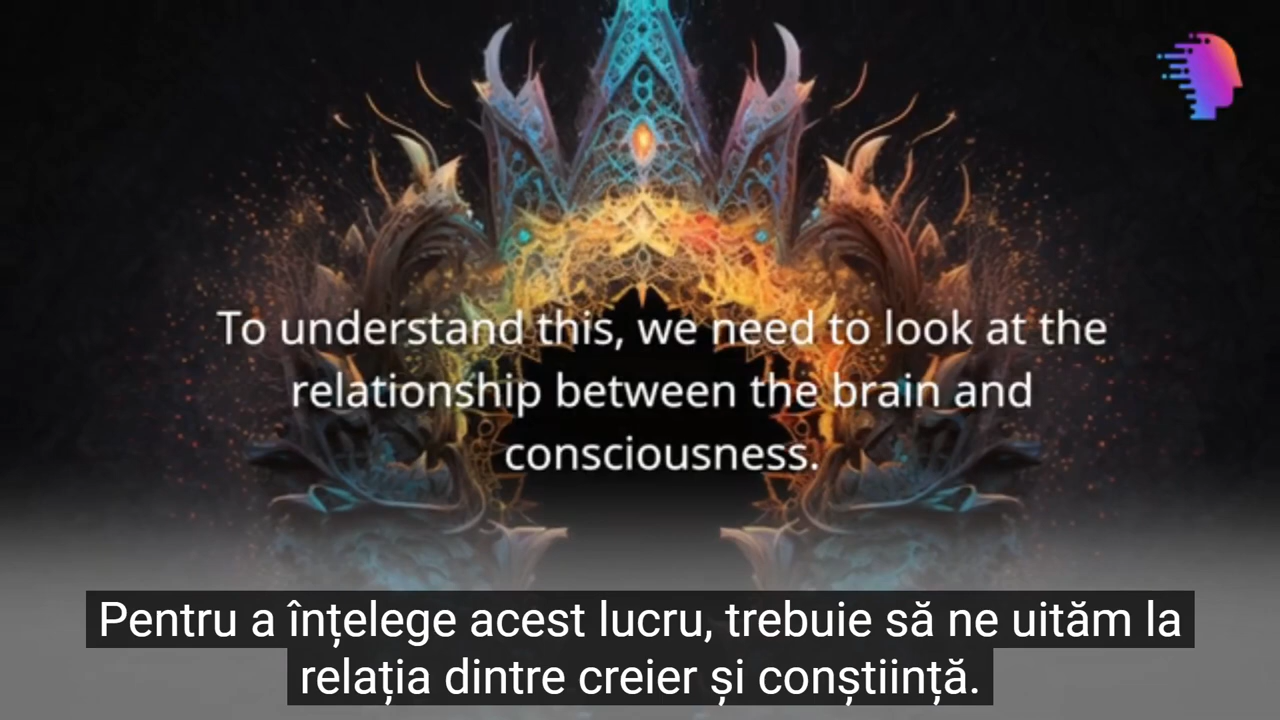 To understand this, we need to look at the
relationship between the brain and
consciousness.
Pentru a înțelege acest lucru, trebuie să ne uităm la
relația dintre creier și conștiință.